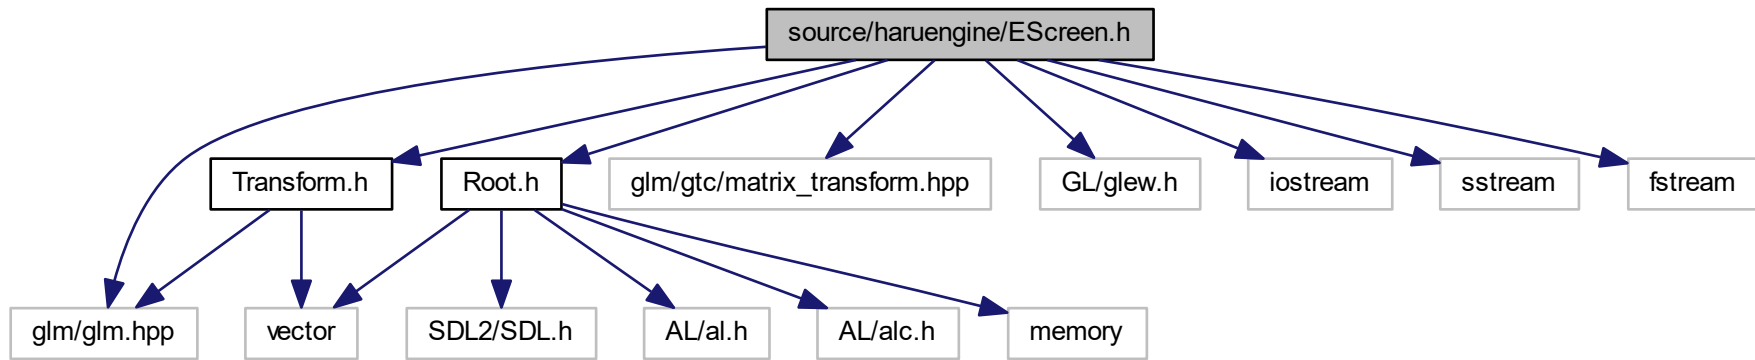 source/haruengine/EScreen.h
Transform.h
Root.h
glm/gtc/matrix_transform.hpp
GL/glew.h
iostream
sstream
fstream
glm/glm.hpp
vector
SDL2/SDL.h
AL/al.h
AL/alc.h
memory